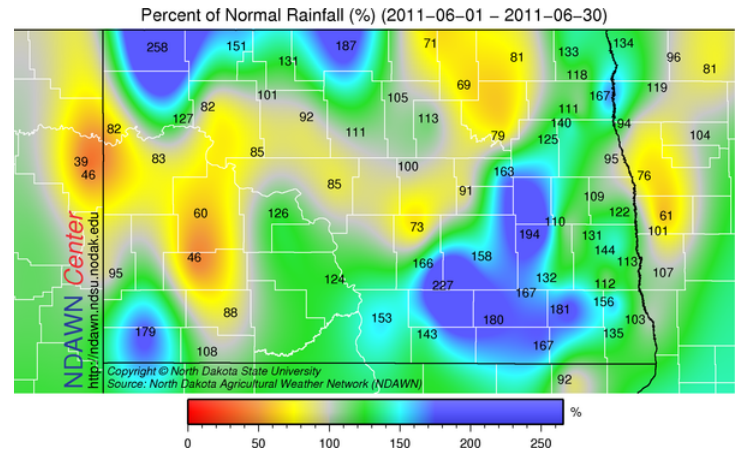 Percent of Normal Rainfall (%) (2011−06−01 − 2011−06−30)
258 151 187 71 133 134
131 81 96 81
118
69 119
101 105 167
82 111
127 92 113 140 94
82 111 79 125 104
39 83 85 100 95
46 163 76
85 91 109
60 126 122 61
73 110 101
194 131
46 158 144
95 166 113
124 132 107
227 112
167 156
88 153 180 181 103
179 143 135
108 167
92
NDAWN Center
http://ndawn.ndsu.nodak.edu
Copyright © North Dakota State University
Source: North Dakota Agricultural Weather Network (NDAWN)
%
0 50 100 150 200 250